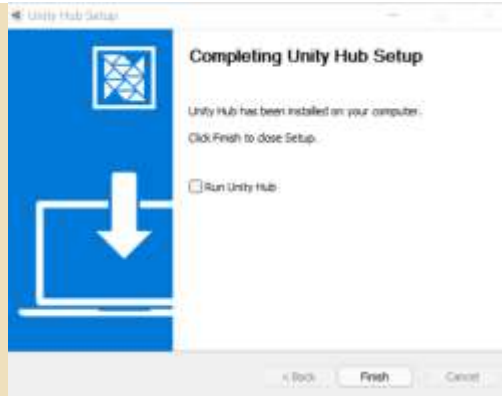 Unity Hub Setup
Completing Unity Hub Setup
Unity Hub has been installed on your computer.
Click Finish to close Setup.
Run Unity Hub
< Back
Finish
Cancel